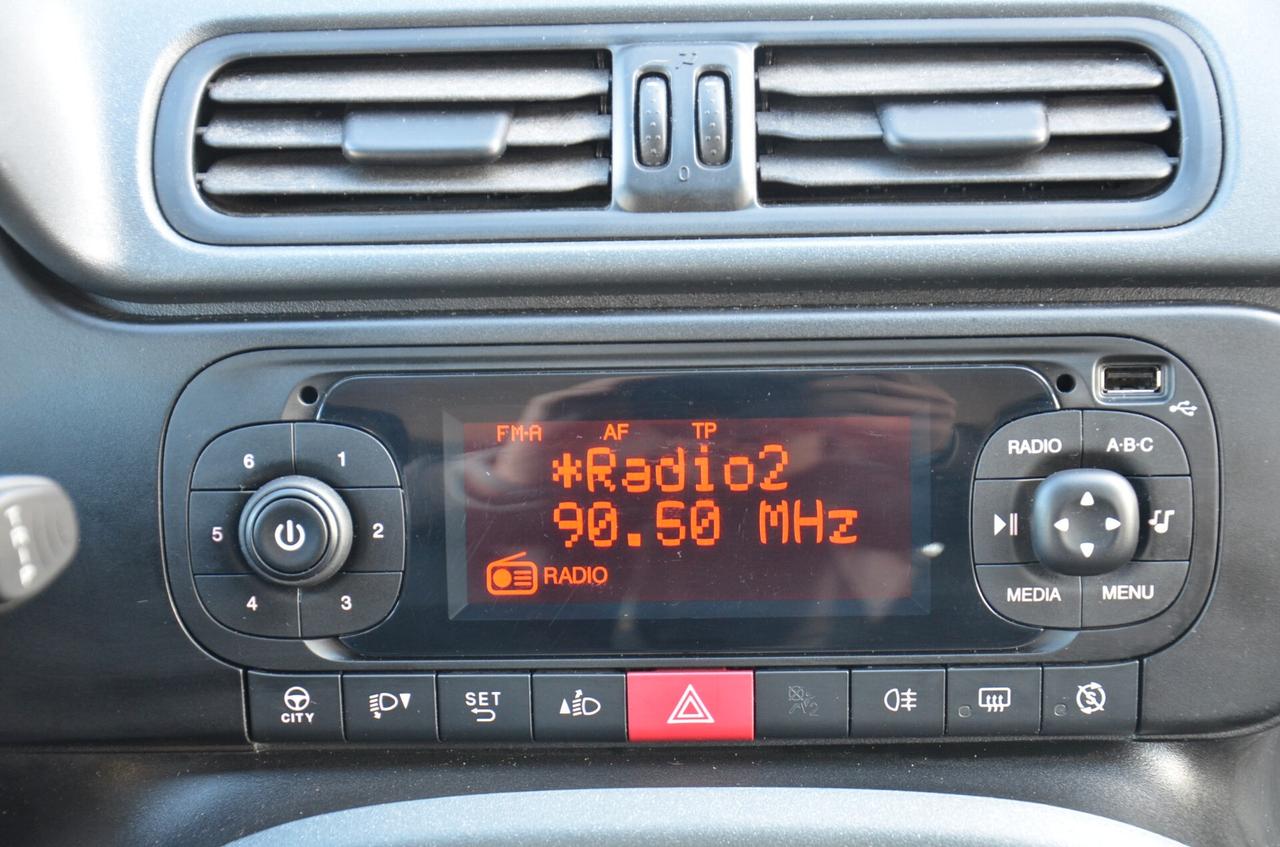 0
FM-A AF TP
*Radio2
90.50 MHz
RADIO
6 1
5 2
4 3
RADIO A·B·C
MEDIA MENU
CITY
SET